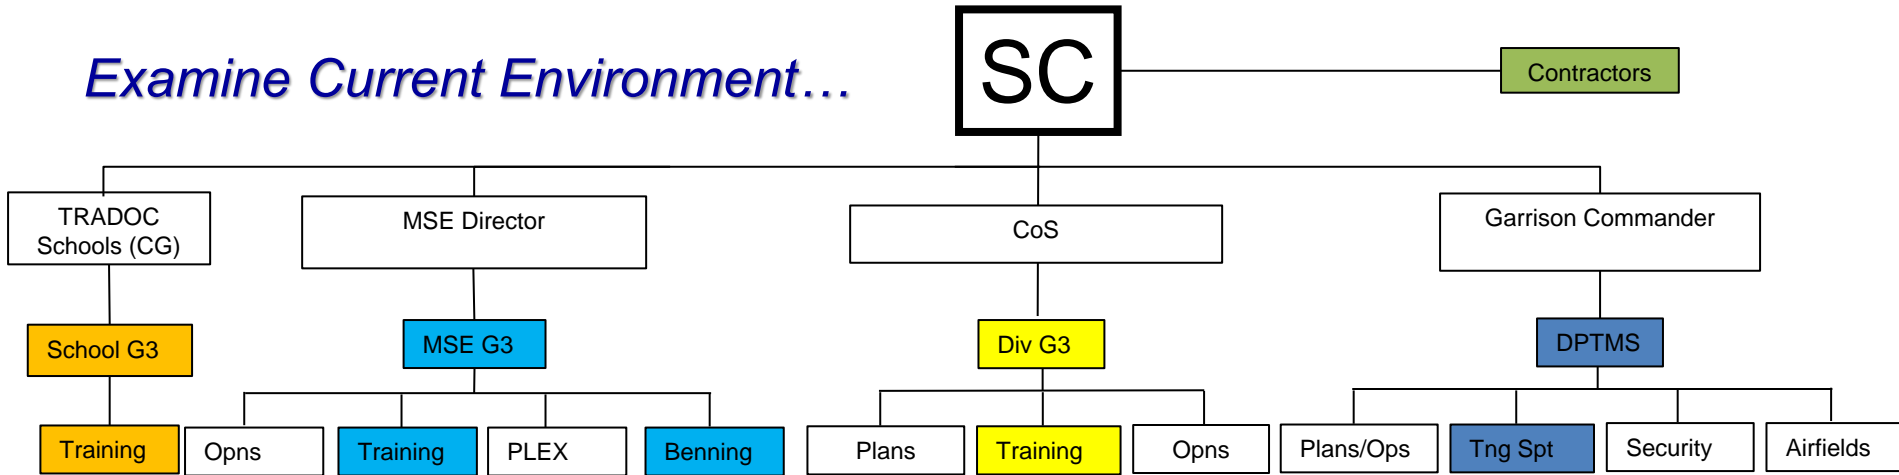 Examine Current Environment…
SC
Contractors
TRADOC
Schools (CG)
MSE Director
CoS
Garrison Commander
School G3
MSE G3
Div G3
DPTMS
Training
Opns
Training
PLEX
Benning
Plans
Training
Opns
Plans/Ops
Tng Spt
Security
Airfields